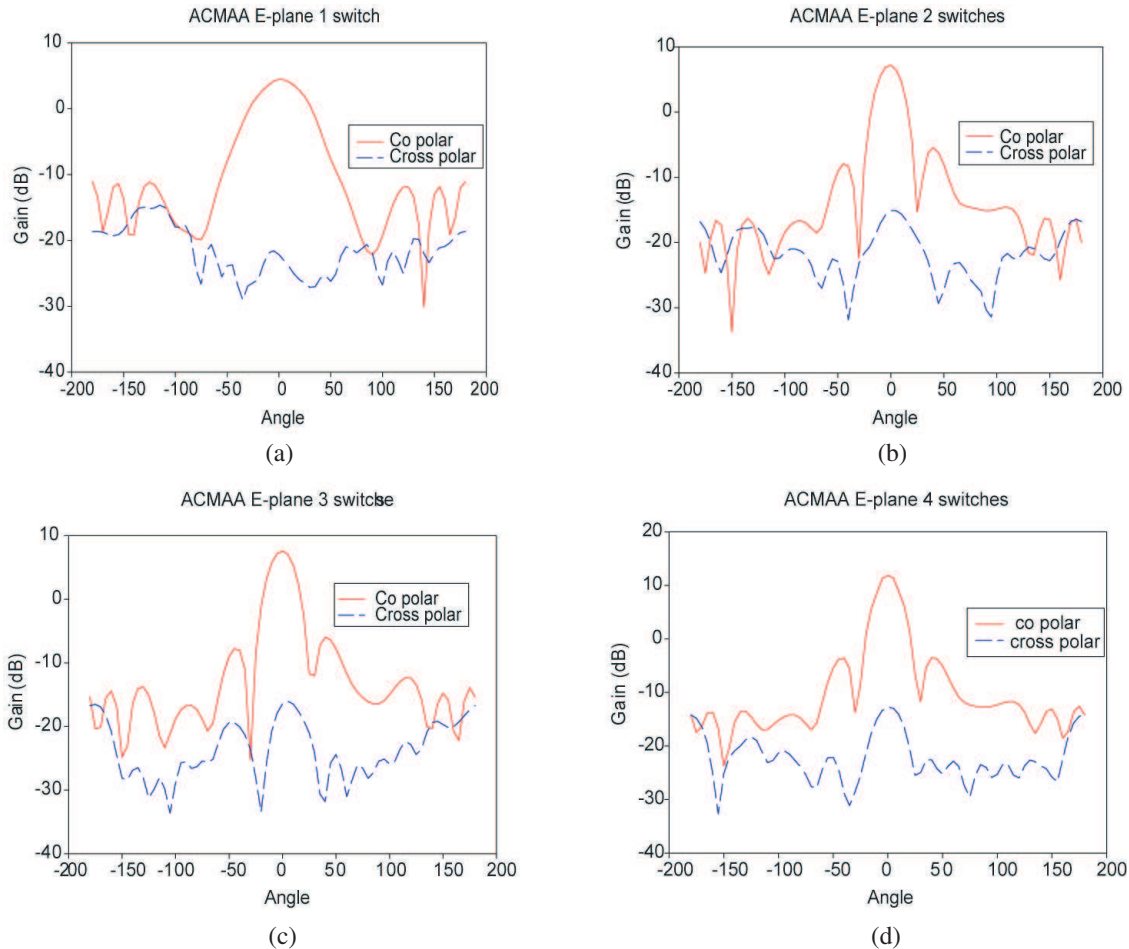 ACMAA E-plane 1 switch
10
0
-10
-20
-30
-40
Gain (dB)
Co polar
Cross polar
-200 -150 -100 -50 0 50 100 150 200
Angle
(a)
ACMAA E-plane 2 switches
10
0
-10
-20
-30
-40
Gain (dB)
Co polar
Cross polar
-200 -150 -100 -50 0 50 100 150 200
Angle
(b)
ACMAA E-plane 3 switchse
10
0
-10
-20
-30
-40
Gain (dB)
Co polar
Cross polar
-200 -150 -100 -50 0 50 100 150 200
Angle
(c)
ACMAA E-plane 4 switches
20
10
0
-10
-20
-30
-40
Gain (dB)
co polar
cross polar
-200 -150 -100 -50 0 50 100 150 200
Angle
(d)